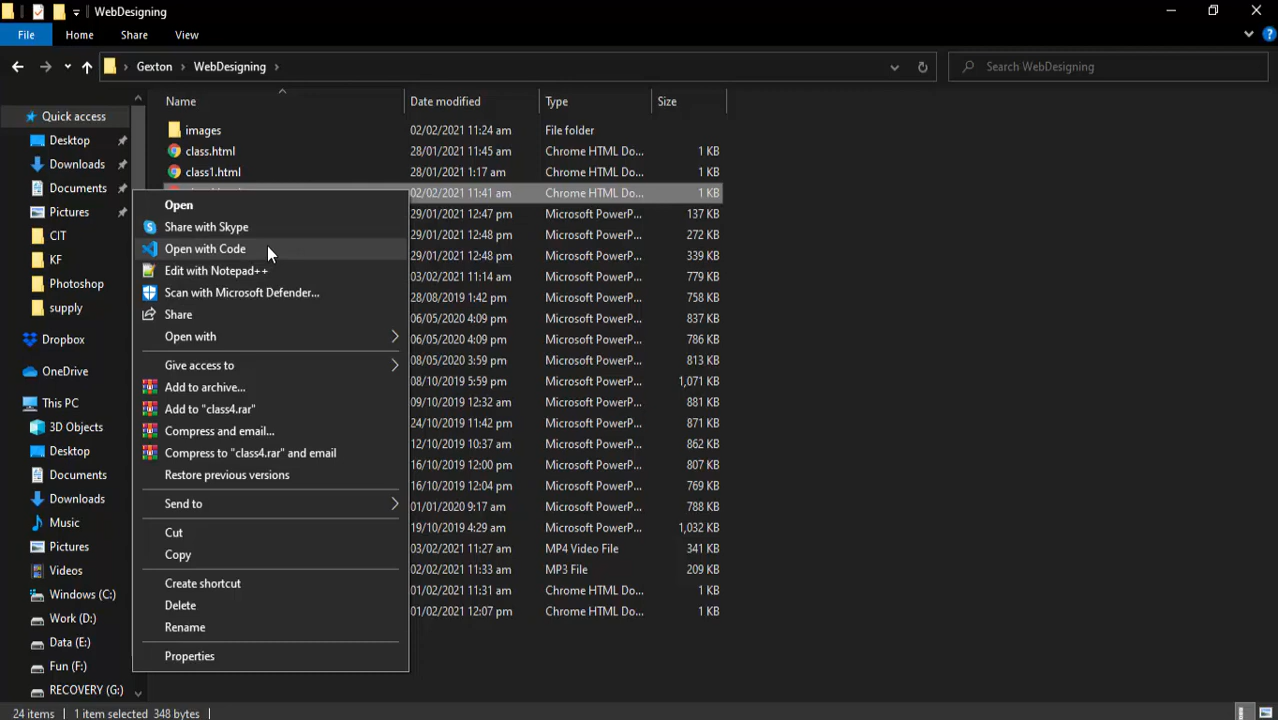 WebDesigning
File Home Share View
Gexton WebDesigning Search WebDesigning
Name Date modified Type Size
Quick access
Desktop
Downloads
Documents
Pictures
CIT
KF
Photoshop
supply
Dropbox
OneDrive
This PC
3D Objects
Desktop
Documents
Downloads
Music
Pictures
Videos
Windows (C:)
Work (D:)
Data (E:)
Fun (F:)
RECOVERY (G:)
images 02/02/2021 11:24 am File folder
class.html 28/01/2021 11:45 am Chrome HTML Do... 1 KB
class1.html 28/01/2021 1:17 am Chrome HTML Do... 1 KB
02/02/2021 11:41 am Chrome HTML Do... 1 KB
29/01/2021 12:47 pm Microsoft PowerP... 137 KB
29/01/2021 12:48 pm Microsoft PowerP... 272 KB
29/01/2021 12:48 pm Microsoft PowerP... 339 KB
03/02/2021 11:14 am Microsoft PowerP... 779 KB
28/08/2019 1:42 pm Microsoft PowerP... 758 KB
06/05/2020 4:09 pm Microsoft PowerP... 837 KB
06/05/2020 4:09 pm Microsoft PowerP... 786 KB
08/05/2020 3:59 pm Microsoft PowerP... 813 KB
08/10/2019 5:59 pm Microsoft PowerP... 1,071 KB
09/10/2019 12:32 am Microsoft PowerP... 881 KB
24/10/2019 11:42 pm Microsoft PowerP... 871 KB
12/10/2019 10:37 am Microsoft PowerP... 862 KB
16/10/2019 12:00 pm Microsoft PowerP... 807 KB
16/10/2019 12:04 pm Microsoft PowerP... 769 KB
01/01/2020 9:17 am Microsoft PowerP... 788 KB
19/10/2019 4:29 am Microsoft PowerP... 1,032 KB
03/02/2021 11:27 am MP4 Video File 341 KB
02/02/2021 11:33 am MP3 File 209 KB
01/02/2021 11:31 am Chrome HTML Do... 1 KB
01/02/2021 12:07 pm Chrome HTML Do... 1 KB
Open
Share with Skype
Open with Code
Edit with Notepad++
Scan with Microsoft Defender...
Share
Open with
Give access to
Add to archive...
Add to "class4.rar"
Compress and email...
Compress to "class4.rar" and email
Restore previous versions
Send to
Cut
Copy
Create shortcut
Delete
Rename
Properties
24 items 1 item selected 348 bytes